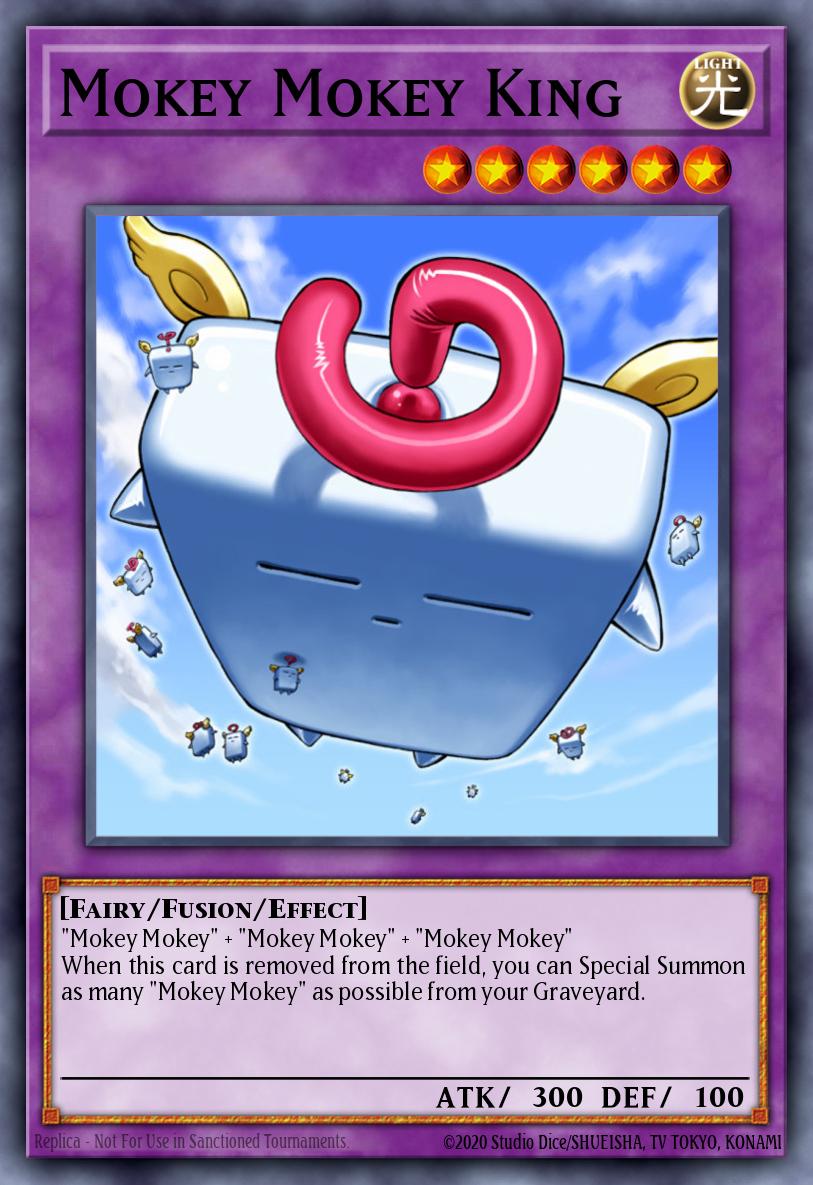 Mokey Mokey King
LIGHT
光
[Fairy/Fusion/Effect]
"Mokey Mokey" + "Mokey Mokey" + "Mokey Mokey"
When this card is removed from the field, you can Special Summon
as many "Mokey Mokey" as possible from your Graveyard.
ATK/ 300 DEF/ 100
Replica - Not For Use in Sanctioned Tournaments.
©2020 Studio Dice/SHUEISHA, TV TOKYO, KONAMI